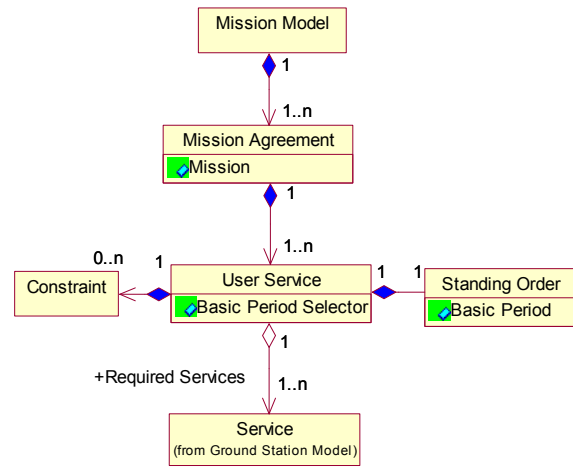 Mission Model
1
1..n
Mission Agreement
Mission
1
1..n
0..n
1
Constraint
User Service
Basic Period Selector
1
1
Standing Order
Basic Period
1
+Required Services
1..n
Service
(from Ground Station Model)